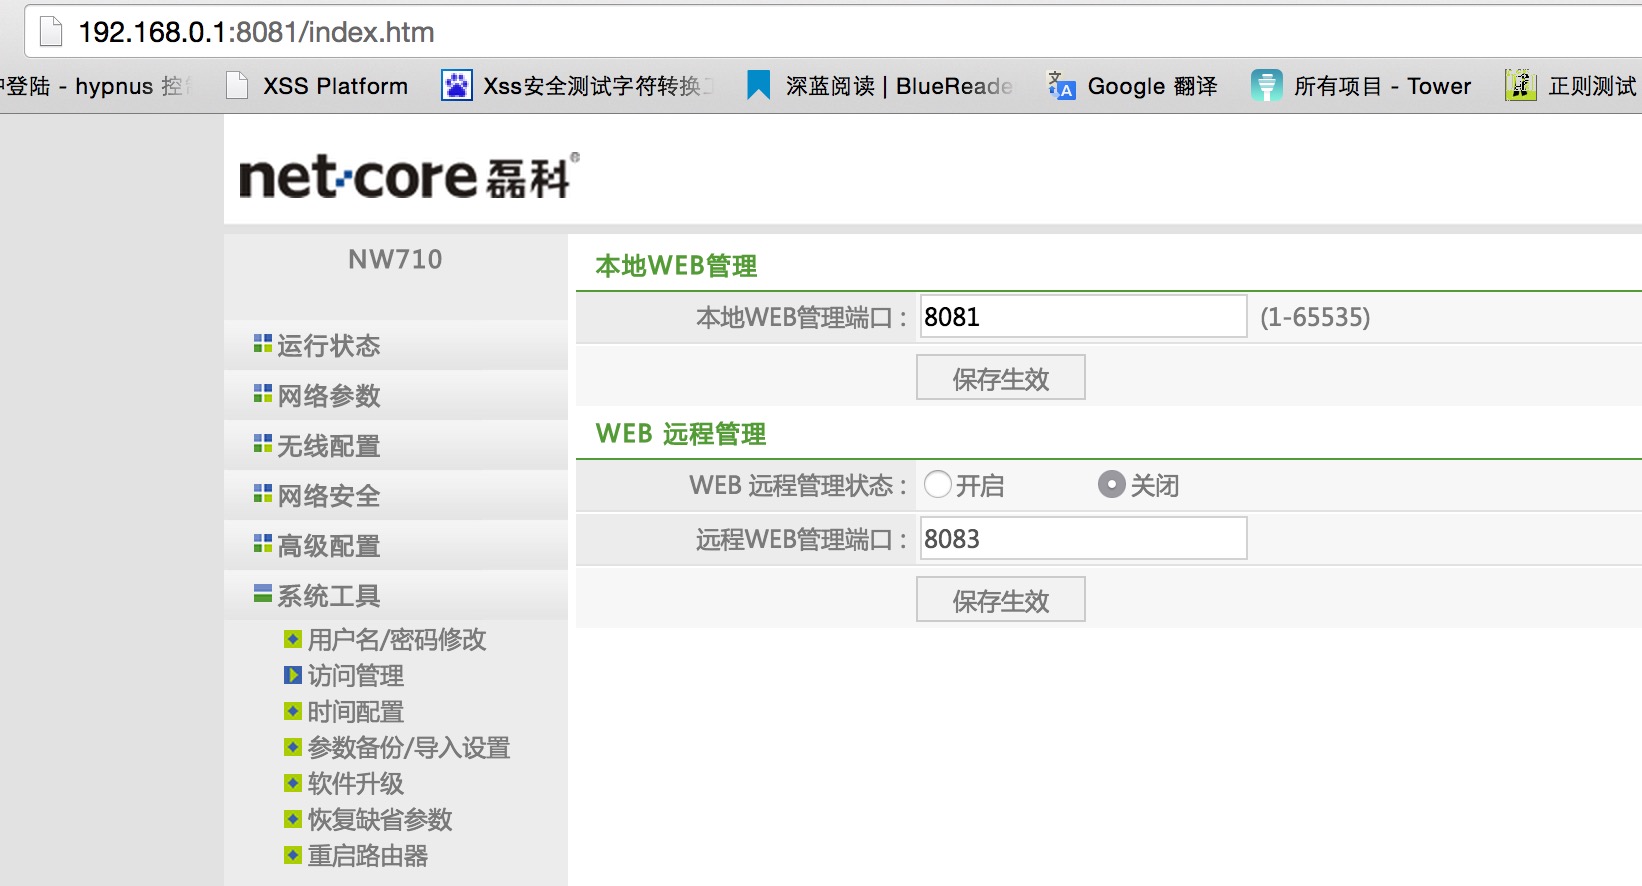 192.168.0.1:8081/index.htm
登陆 - hypnus 控 XSS Platform Xss安全测试字符转换 深蓝阅读 | BlueReade Google 翻译 所有项目 - Tower 正则测试
net-core 磊科®
NW710
运行状态
网络参数
无线配置
网络安全
高级配置
系统工具
用户名/密码修改
访问管理
时间配置
参数备份/导入设置
软件升级
恢复缺省参数
重启路由器
本地WEB管理
本地WEB管理端口: 8081 (1-65535)
保存生效
WEB 远程管理
WEB 远程管理状态: 开启 关闭
远程WEB管理端口: 8083
保存生效